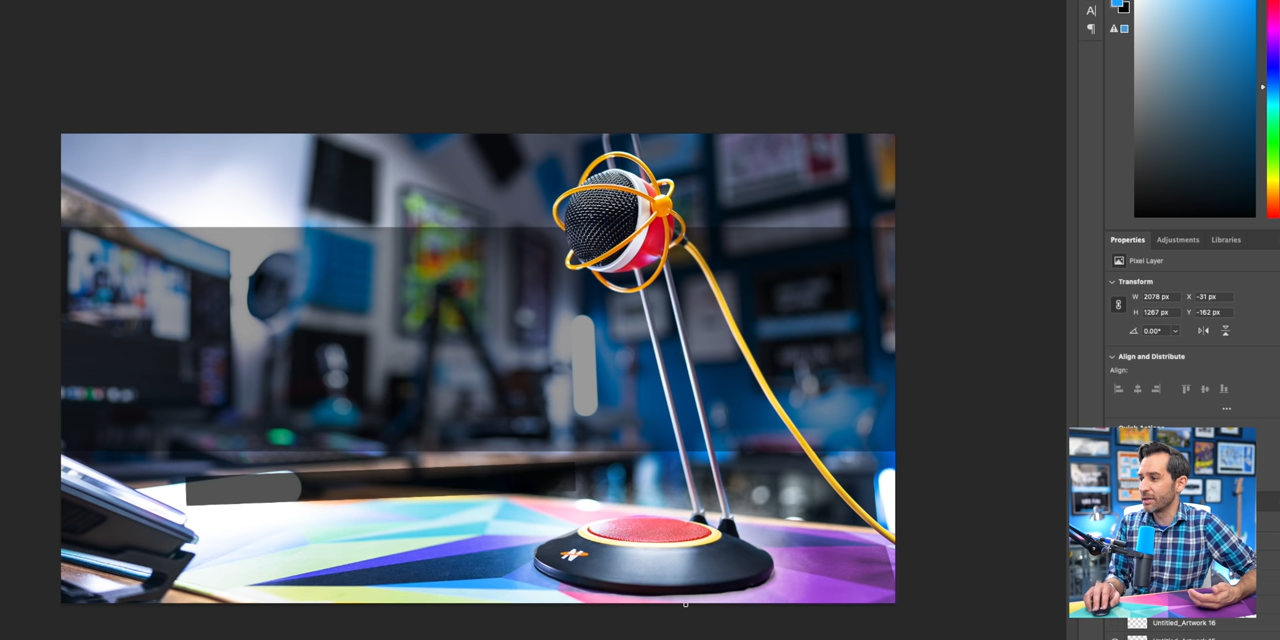 A|
¶
Properties Adjustments Libraries
Pixel Layer
Transform
W 2078 px X -31 px
H 1267 px Y -162 px
0.00°
Align and Distribute
Align:
Untitled_Artwork 16